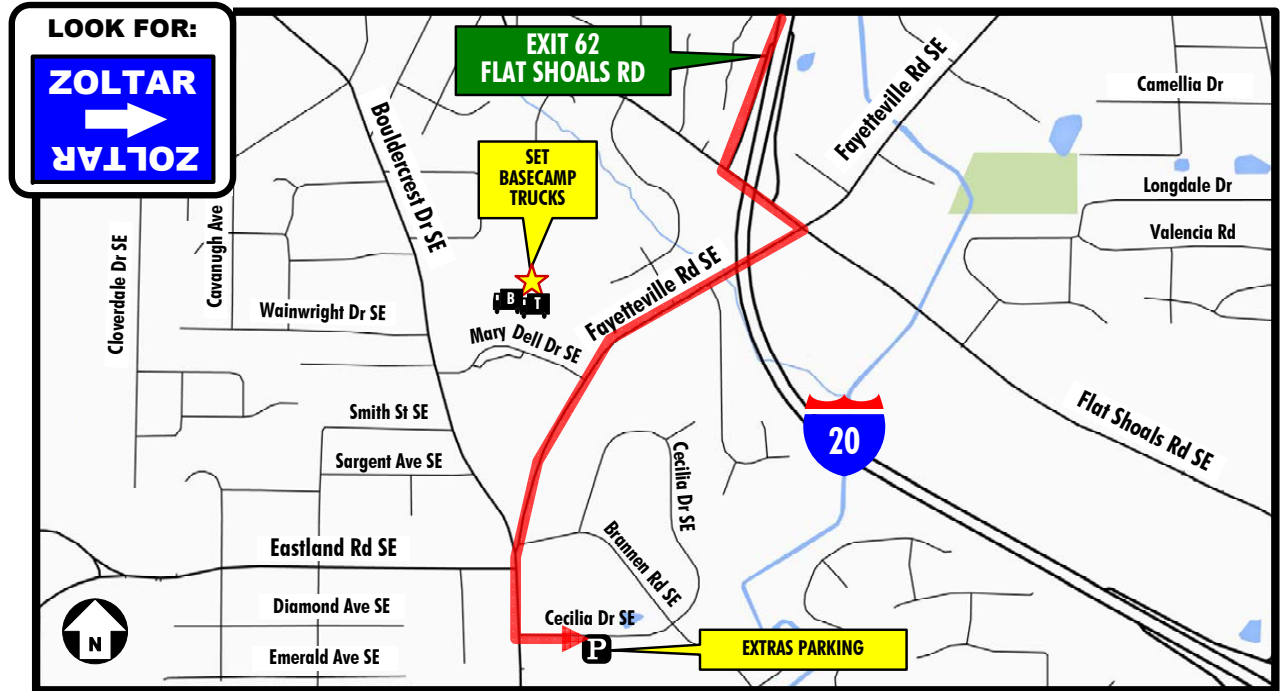 LOOK FOR:
ZOLTAR
ZOLTAR
EXIT 62
FLAT SHOALS RD
SET
BASECAMP
TRUCKS
Bouldercrest Dr SE
Fayetteville Rd SE
Camellia Dr
Longdale Dr
Valencia Rd
Cloverdale Dr SE
Cavanugh Ave
Wainwright Dr SE
B T
Mary Dell Dr SE
Fayetteville Rd SE
Smith St SE
Sargent Ave SE
20
Flat Shoals Rd SE
Cecilia Dr SE
Brannen Rd SE
Eastland Rd SE
Diamond Ave SE
Emerald Ave SE
Cecilia Dr SE
P
EXTRAS PARKING
N